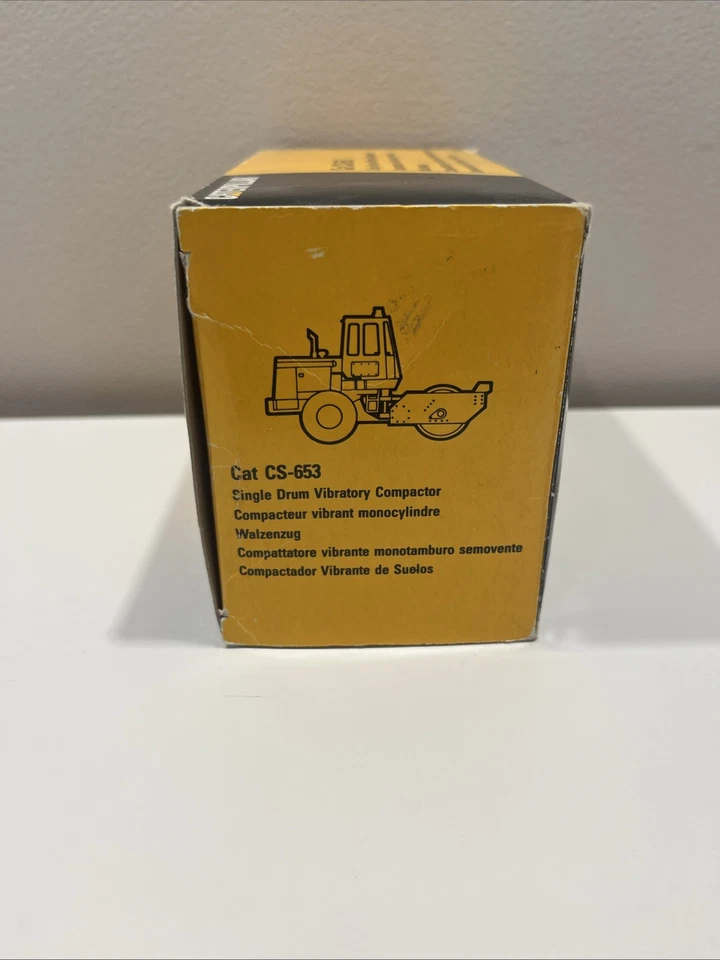 Cat CS-653
Single Drum Vibratory Compactor
Compacteur vibrant monocylindre
Walzenzug
Compattatore vibrante monotamburo semovente
Compactador Vibrante de Suelos